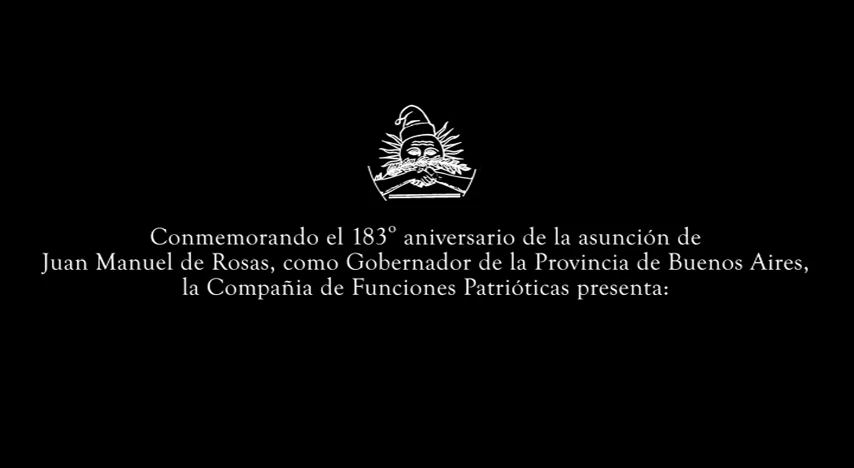 Conmemorando el 183º aniversario de la asunción de
Juan Manuel de Rosas, como Gobernador de la Provincia de Buenos Aires,
la Compañia de Funciones Patrióticas presenta: